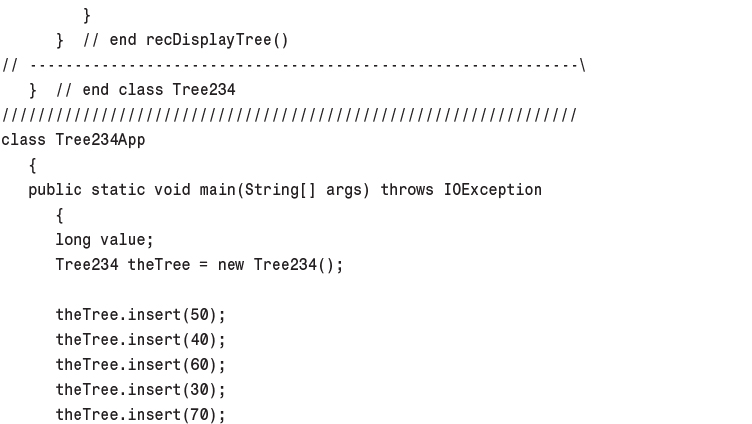 }
      }  // end recDisplayTree()
// -------------------------------------------------------------\
   }  // end class Tree234
////////////////////////////////////////////////////////////////
class Tree234App
   {
   public static void main(String[] args) throws IOException
      {
      long value;
      Tree234 theTree = new Tree234();

      theTree.insert(50);
      theTree.insert(40);
      theTree.insert(60);
      theTree.insert(30);
      theTree.insert(70);